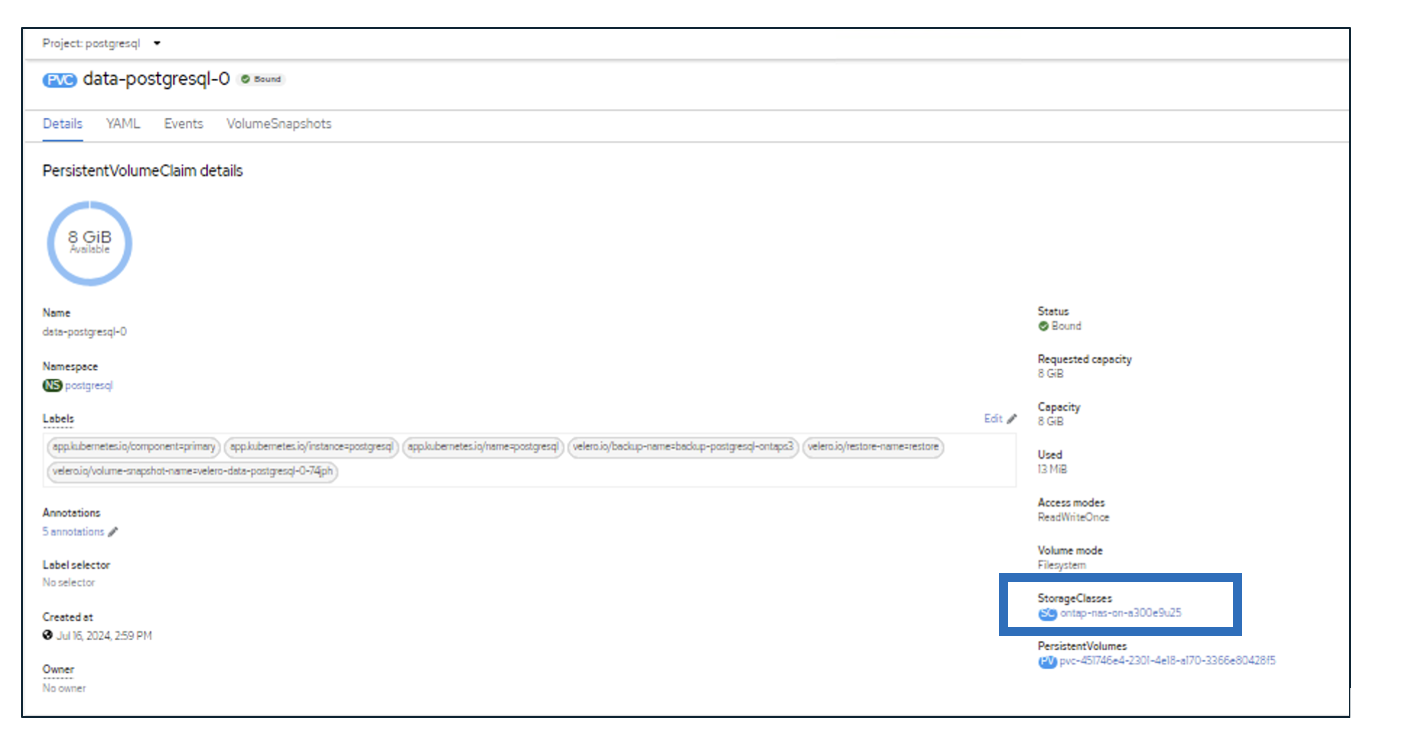 Project: postgresql
PVC data-postgresql-0 Bound
Details YAML Events VolumeSnapshots
PersistentVolumeClaim details
8 GiB
Available
Name
data-postgresql-0
Namespace
NS postgresql
Labels
Edit
app.kubernetes.io/component=primary app.kubernetes.io/instance=postgresql app.kubernetes.io/name=postgresql velero.io/backup-name=backup-postgresql-ontaps3 velero.io/restore-name=restore
velero.io/volume-snapshot-name=velero-data-postgresql-0-74jph
Annotations
5 annotations
Label selector
No selector
Created at
Jul 16, 2024, 2:59 PM
Owner
No owner
Status
Bound
Requested capacity
8 GiB
Capacity
8 GiB
Used
13 MiB
Access modes
ReadWriteOnce
Volume mode
Filesystem
StorageClasses
SC ontap-nas-on-a300e9u25
PersistentVolumes
PV pvc-451746e4-2301-4e18-a170-3366e80428f5